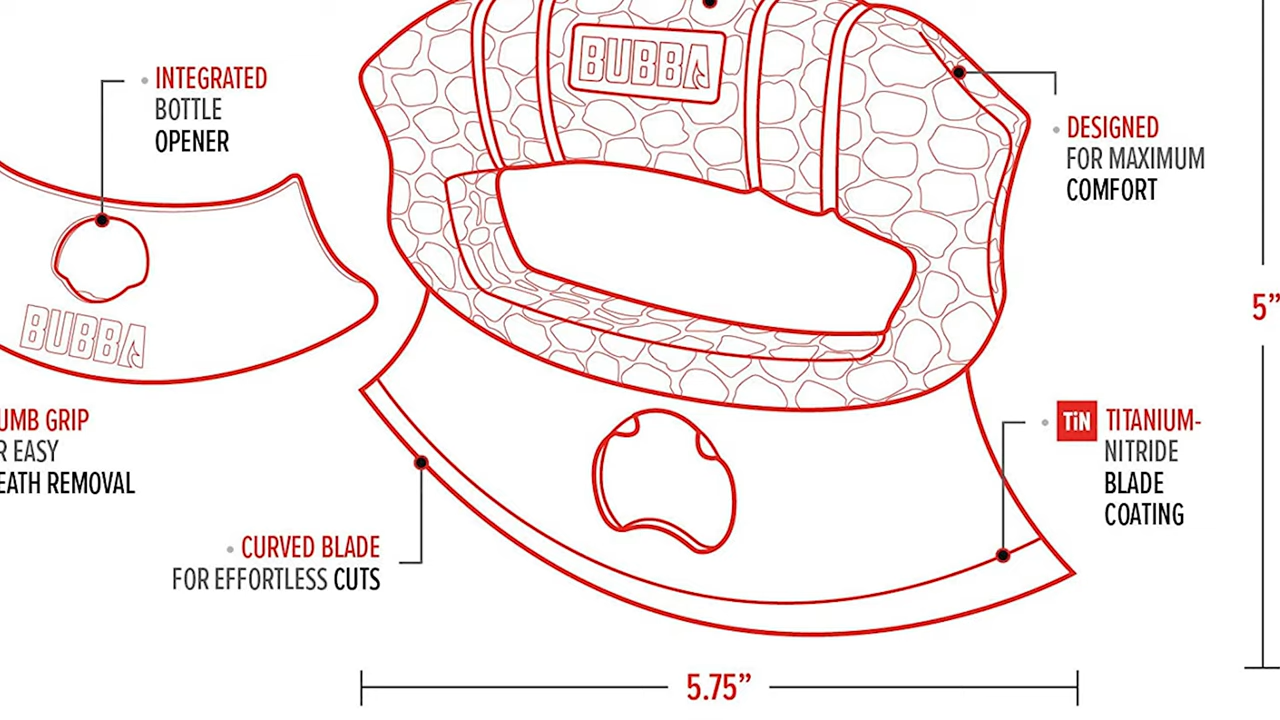 BUBBA
INTEGRATED
BOTTLE
OPENER
DESIGNED
FOR MAXIMUM
COMFORT
5”
BUBBA
UMB GRIP
R EASY
EATH REMOVAL
TiN TITANIUM-
NITRIDE
BLADE
COATING
CURVED BLADE
FOR EFFORTLESS CUTS
5.75”